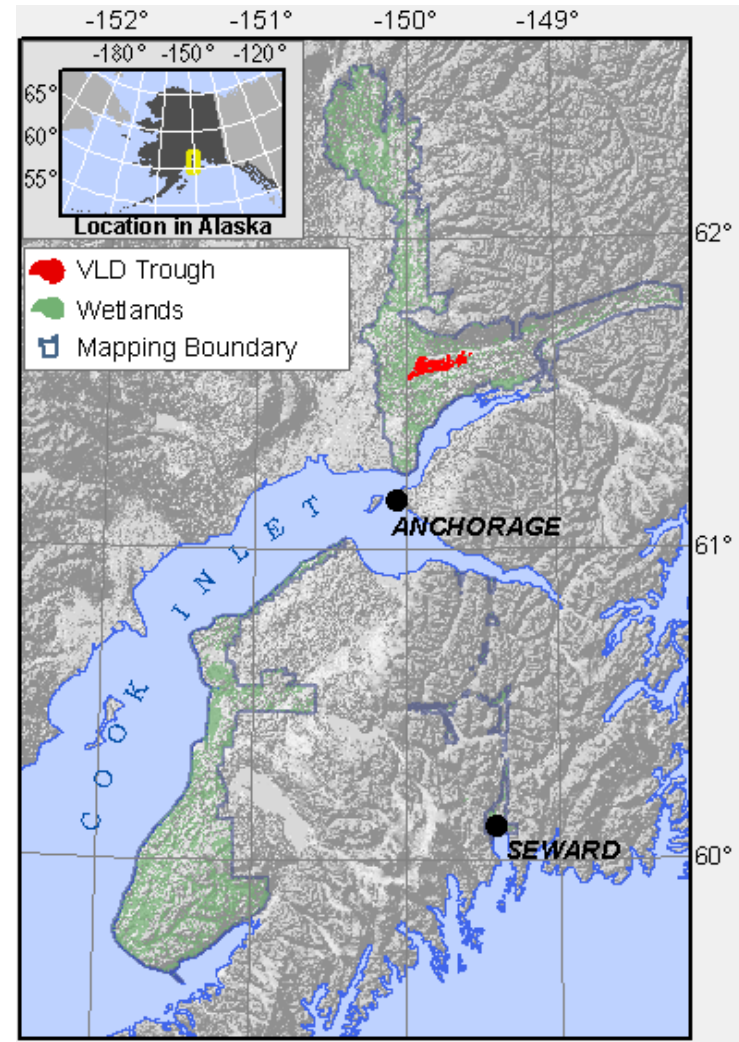 -152° -151° -150° -149°
-180° -150° -120°
65°
60°
55°
Location in Alaska
VLD Trough
Wetlands
Mapping Boundary
62°
ANCHORAGE
61°
COOK INLET
SEWARD
60°